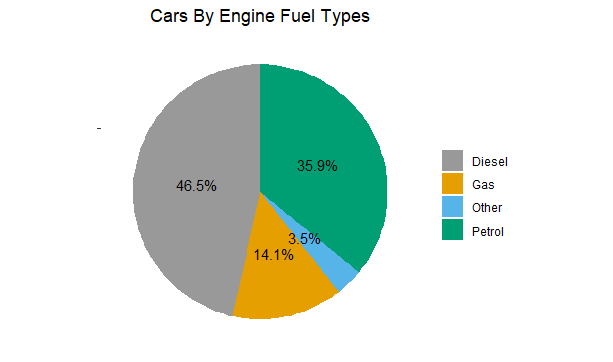 Cars By Engine Fuel Types
35.9%
46.5%
3.5%
14.1%
Diesel
Gas
Other
Petrol